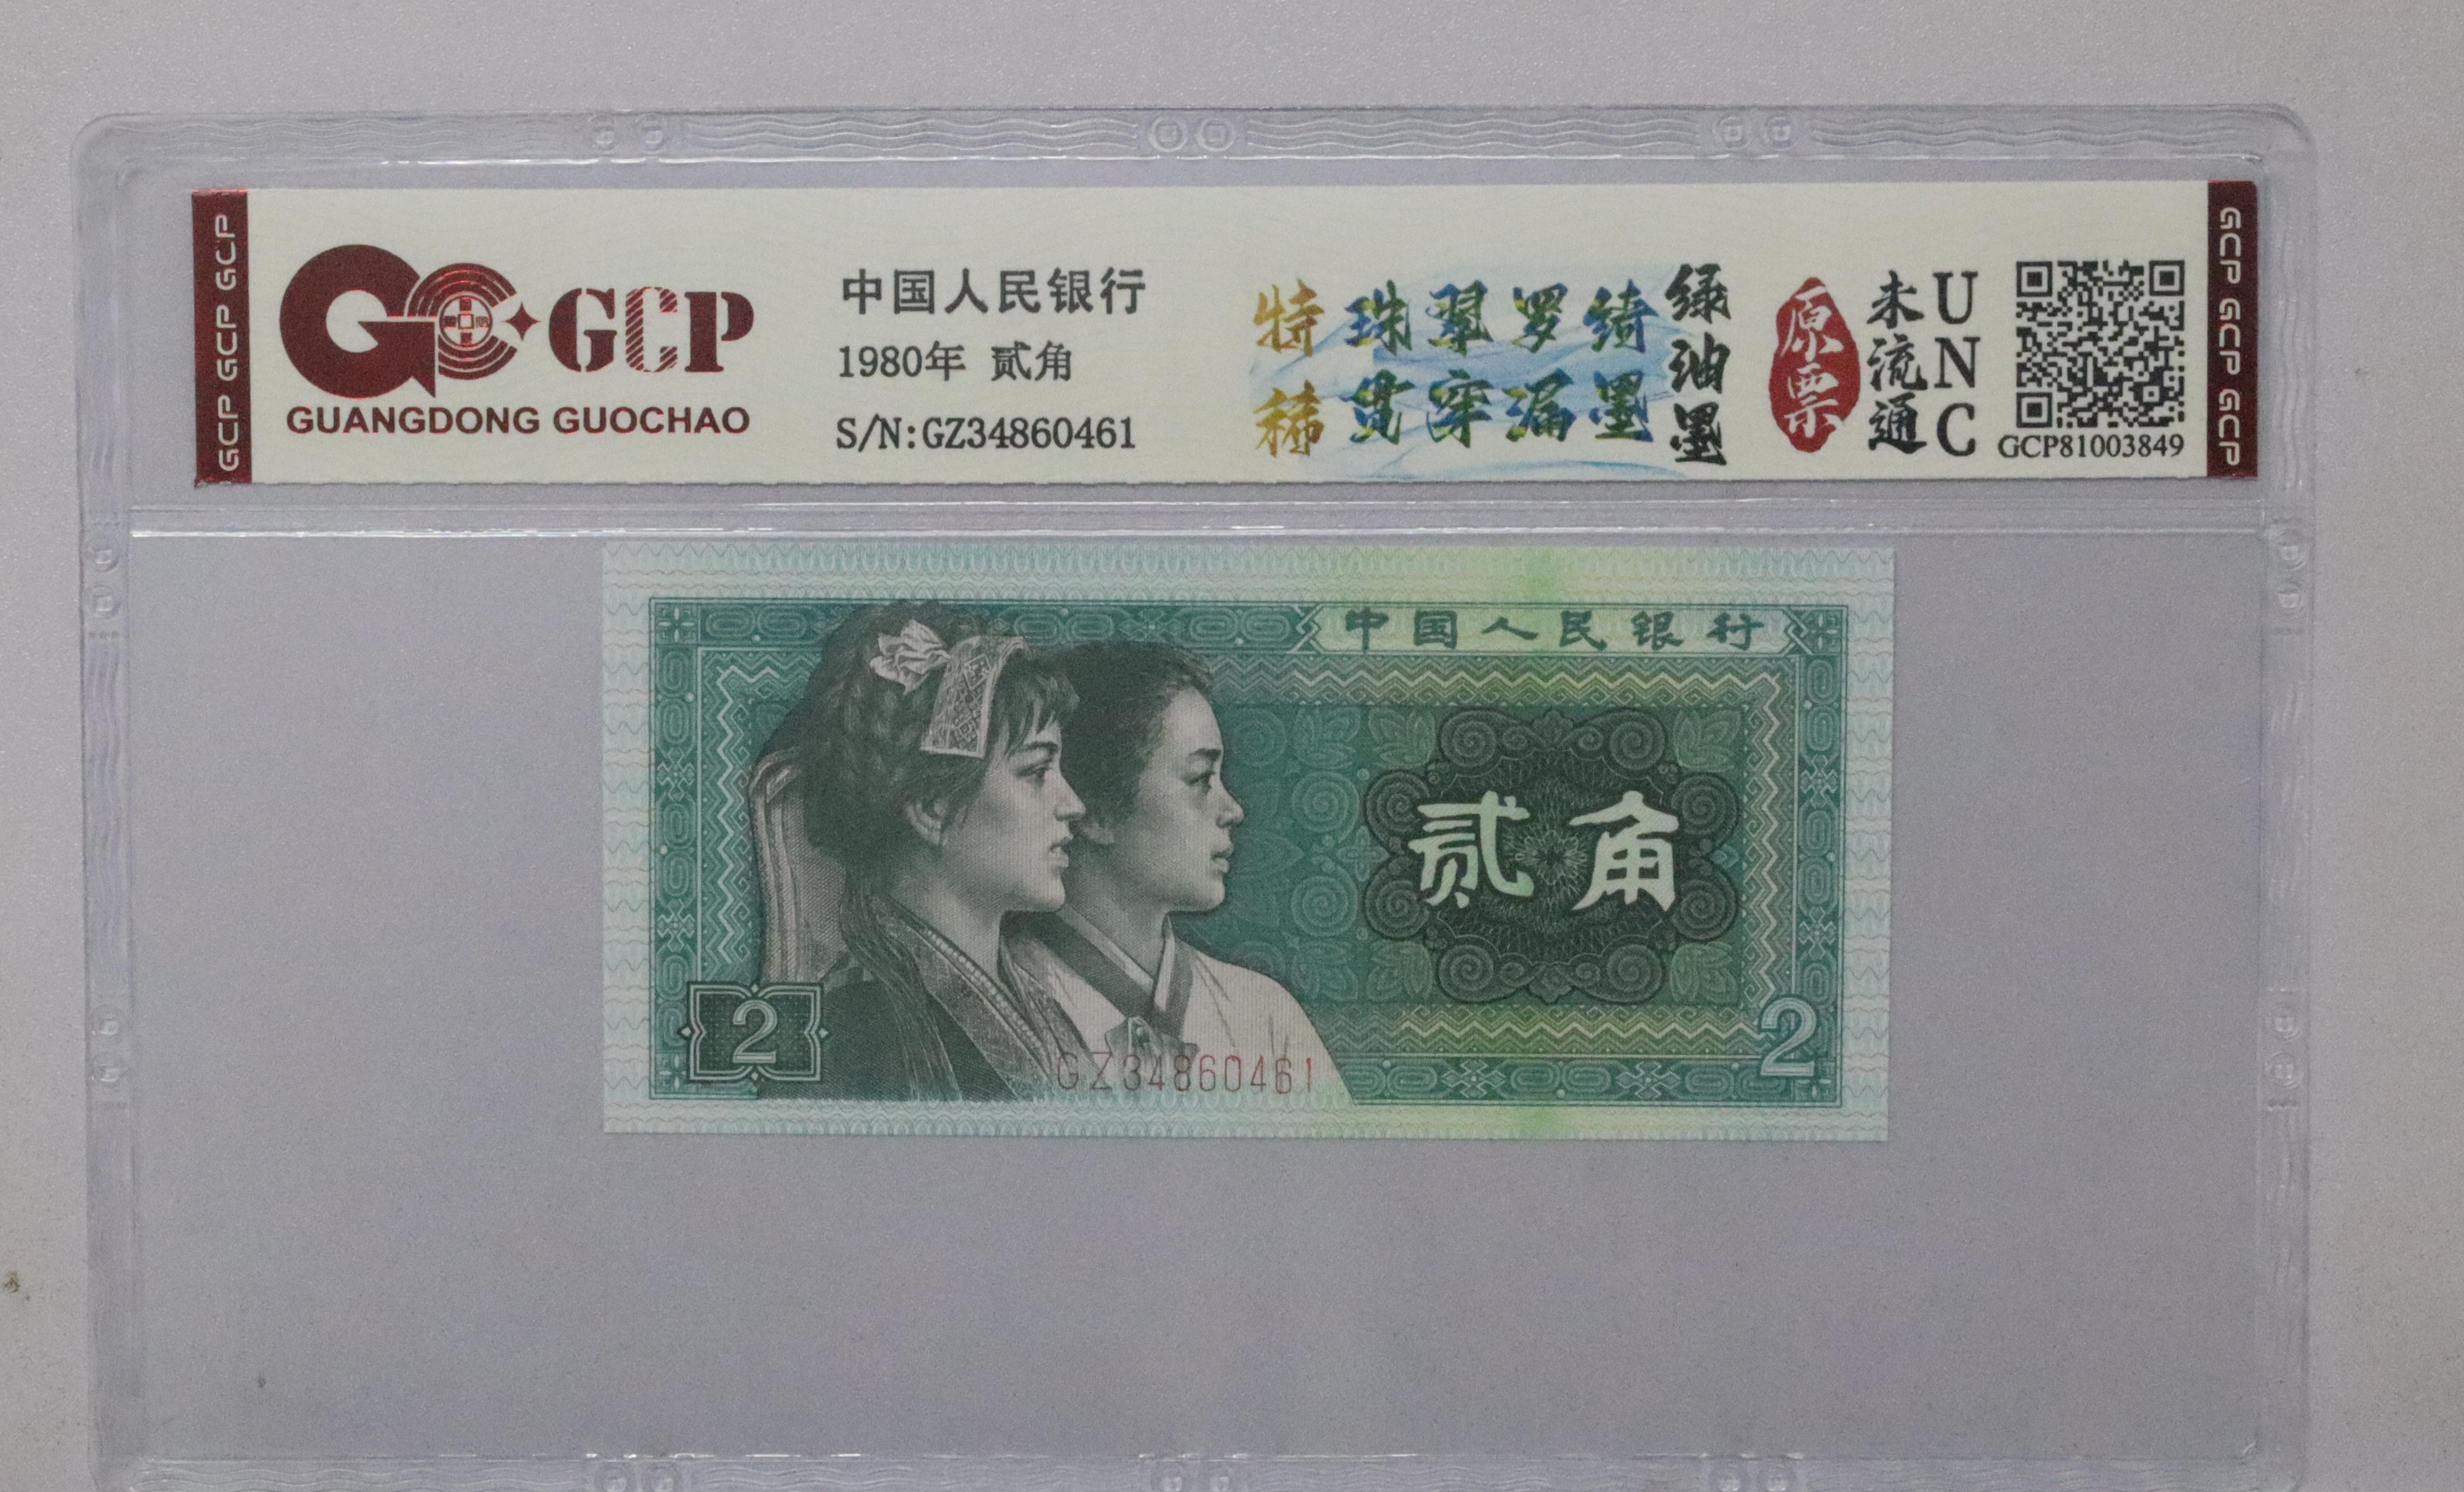 GCP GCP GCP
GCP
GUANGDONG GUOCHAO
中国人民银行
1980年 贰角
S/N:GZ34860461
特稀
珠翠罗绮
贯穿漏墨
绿油墨
原票
未流通
UNC
GCP81003849
GCP GCP GCP
中国人民银行
贰角
2
GZ34860461
2